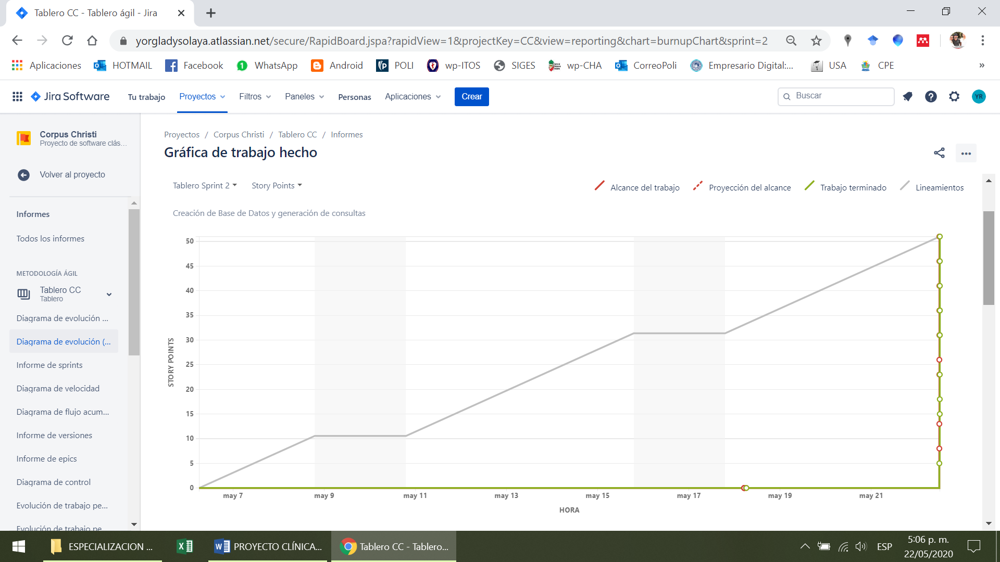 Tablero CC - Tablero ágil - Jira
yorgladysolaya.atlassian.net/secure/RapidBoard.jspa?rapidView=1&projectKey=CC&view=reporting&chart=burnupChart&sprint=2
Aplicaciones HOTMAIL Facebook WhatsApp Android POLI wp-ITOS SIGES wp-CHA CorreoPoli Empresario Digital:... USA CPE »
Jira Software Tu trabajo Proyectos Filtros Paneles Personas Aplicaciones Crear Buscar YR
Corpus Christi
Proyecto de software clás...
Volver al proyecto
Informes
Todos los informes
METODOLOGÍA ÁGIL
Tablero CC
Tablero
Diagrama de evolución ...
Diagrama de evolución (...
Informe de sprints
Diagrama de velocidad
Diagrama de flujo acum...
Informe de versiones
Informe de epics
Diagrama de control
Evolución de trabajo pe...
Evolución de trabajo pe
Proyectos / Corpus Christi / Tablero CC / Informes
Gráfica de trabajo hecho
Tablero Sprint 2 Story Points
Alcance del trabajo Proyección del alcance Trabajo terminado Lineamientos
Creación de Base de Datos y generación de consultas
STORY POINTS
50
45
40
35
30
25
20
15
10
5
0
may 7 may 9 may 11 may 13 may 15 may 17 may 19 may 21
HORA
ESPECIALIZACION ... PROYECTO CLÍNICA... Tablero CC - Tablero... ESP
5:06 p. m.
22/05/2020